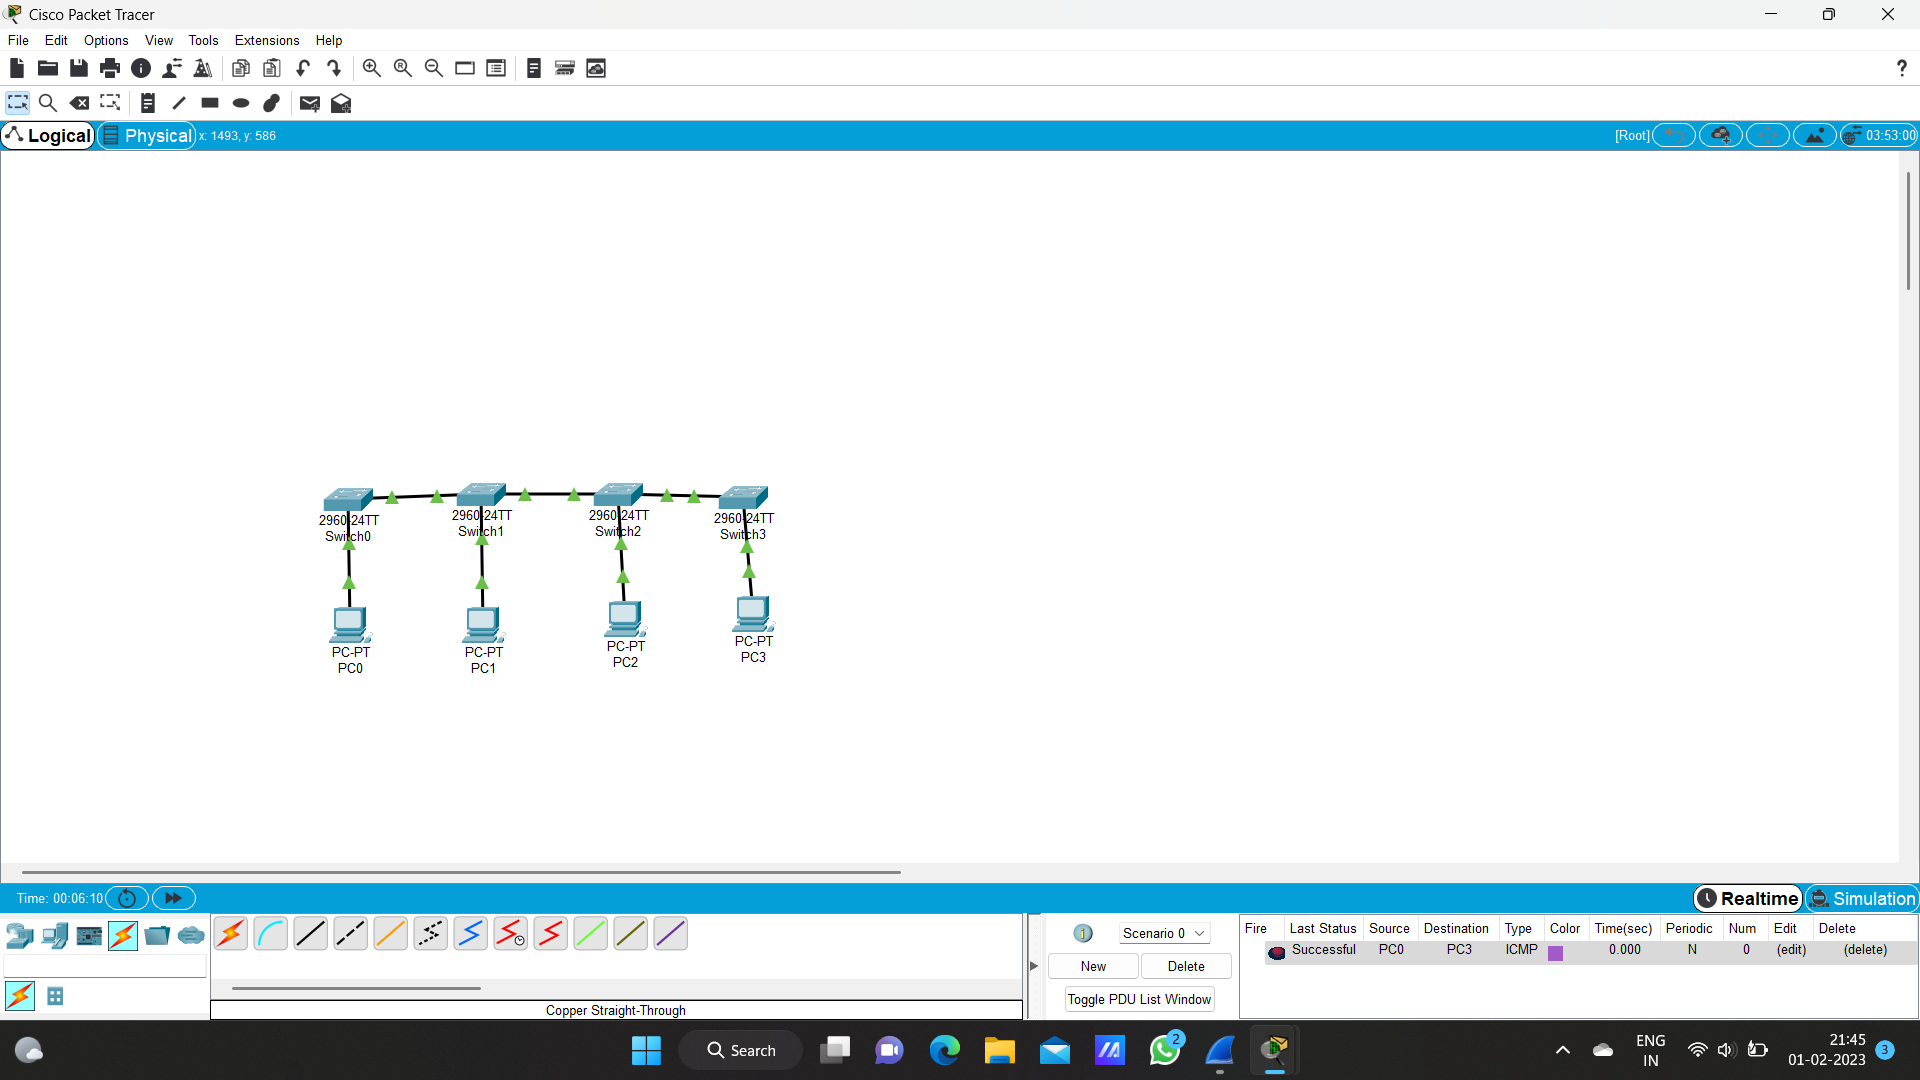 Cisco Packet Tracer
File Edit Options View Tools Extensions Help
Logical Physical x: 1493, y: 586 [Root] 03:53:00
2960-24TT
Switch0
2960-24TT
Switch1
2960-24TT
Switch2
2960-24TT
Switch3
PC-PT
PC0
PC-PT
PC1
PC-PT
PC2
PC-PT
PC3
Time: 00:06:10 Realtime Simulation
Copper Straight-Through
Scenario 0
New Delete
Toggle PDU List Window
Fire Last Status Source Destination Type Color Time(sec) Periodic Num Edit Delete
Successful PC0 PC3 ICMP 0.000 N 0 (edit) (delete)
Search
2
ENG
IN
21:45
01-02-2023
3